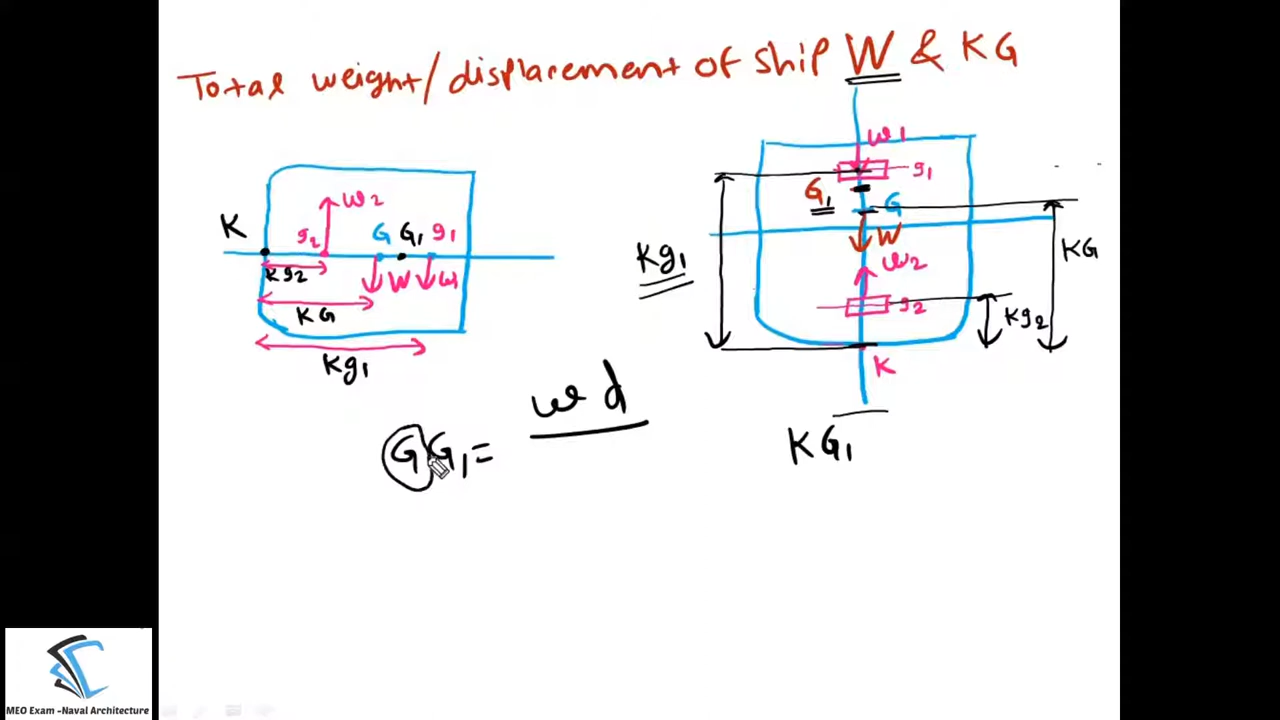 Total weight/displacement of ship W & KG
K
g2
w2
G
G1
g1
W
w1
Kg2
KG
Kg1
w1
g1
G1
G
W
w2
g2
Kg1
KG
Kg2
K
GG1 =
w d
KG1
MEO Exam -Naval Architecture